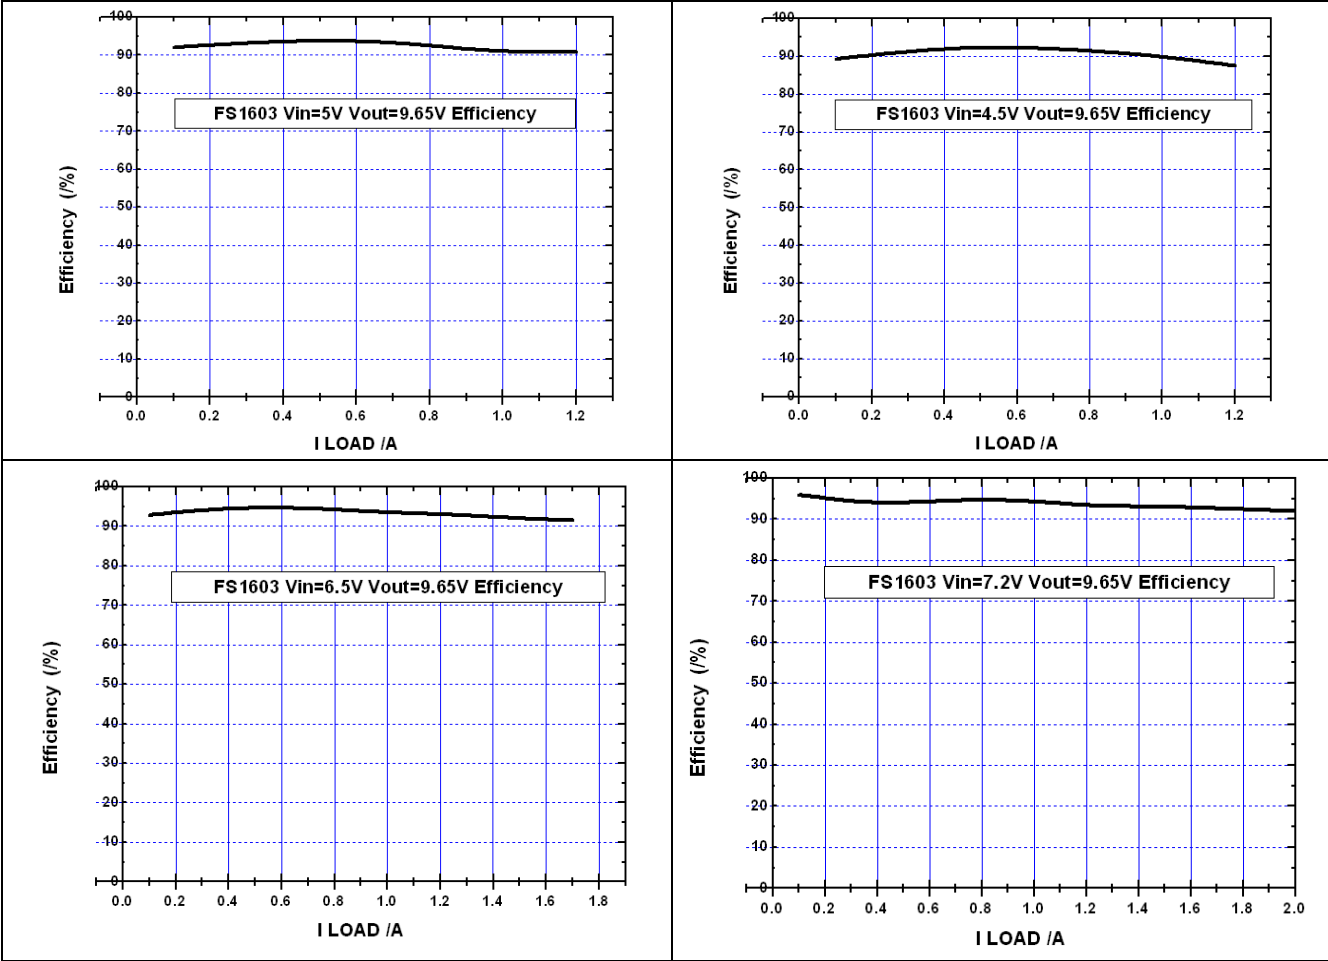 100
90
80
70
60
50
40
30
20
10
0
Efficiency (/%)
FS1603 Vin=5V Vout=9.65V Efficiency
0.0 0.2 0.4 0.6 0.8 1.0 1.2
I LOAD /A
100
90
80
70
60
50
40
30
20
10
0
Efficiency (/%)
FS1603 Vin=4.5V Vout=9.65V Efficiency
0.0 0.2 0.4 0.6 0.8 1.0 1.2
I LOAD /A
100
90
80
70
60
50
40
30
20
10
0
Efficiency (/%)
FS1603 Vin=6.5V Vout=9.65V Efficiency
0.0 0.2 0.4 0.6 0.8 1.0 1.2 1.4 1.6 1.8
I LOAD /A
100
90
80
70
60
50
40
30
20
10
0
Efficiency (/%)
FS1603 Vin=7.2V Vout=9.65V Efficiency
0.0 0.2 0.4 0.6 0.8 1.0 1.2 1.4 1.6 1.8 2.0
I LOAD /A